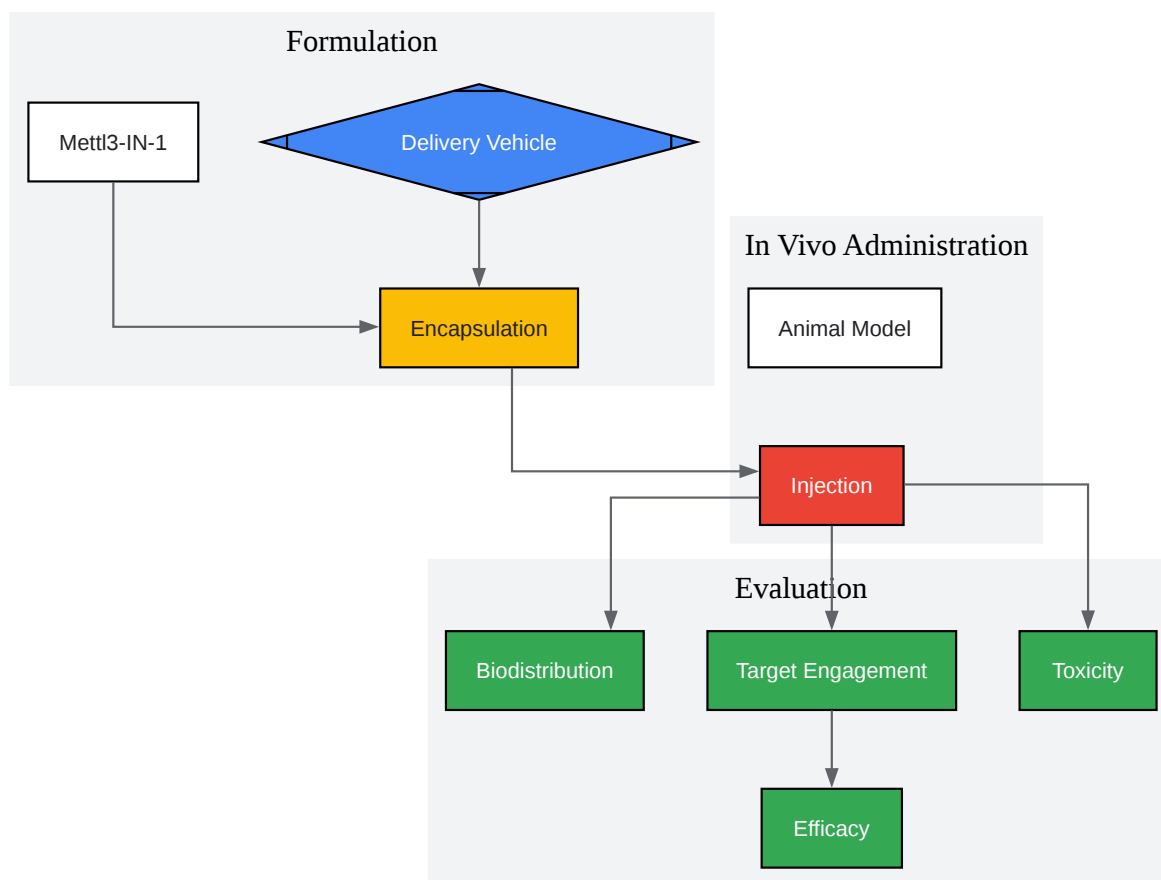 Formulation
Mettl3-IN-1
Delivery Vehicle
Encapsulation
In Vivo Administration
Animal Model
Injection
Evaluation
Biodistribution
Target Engagement
Toxicity
Efficacy